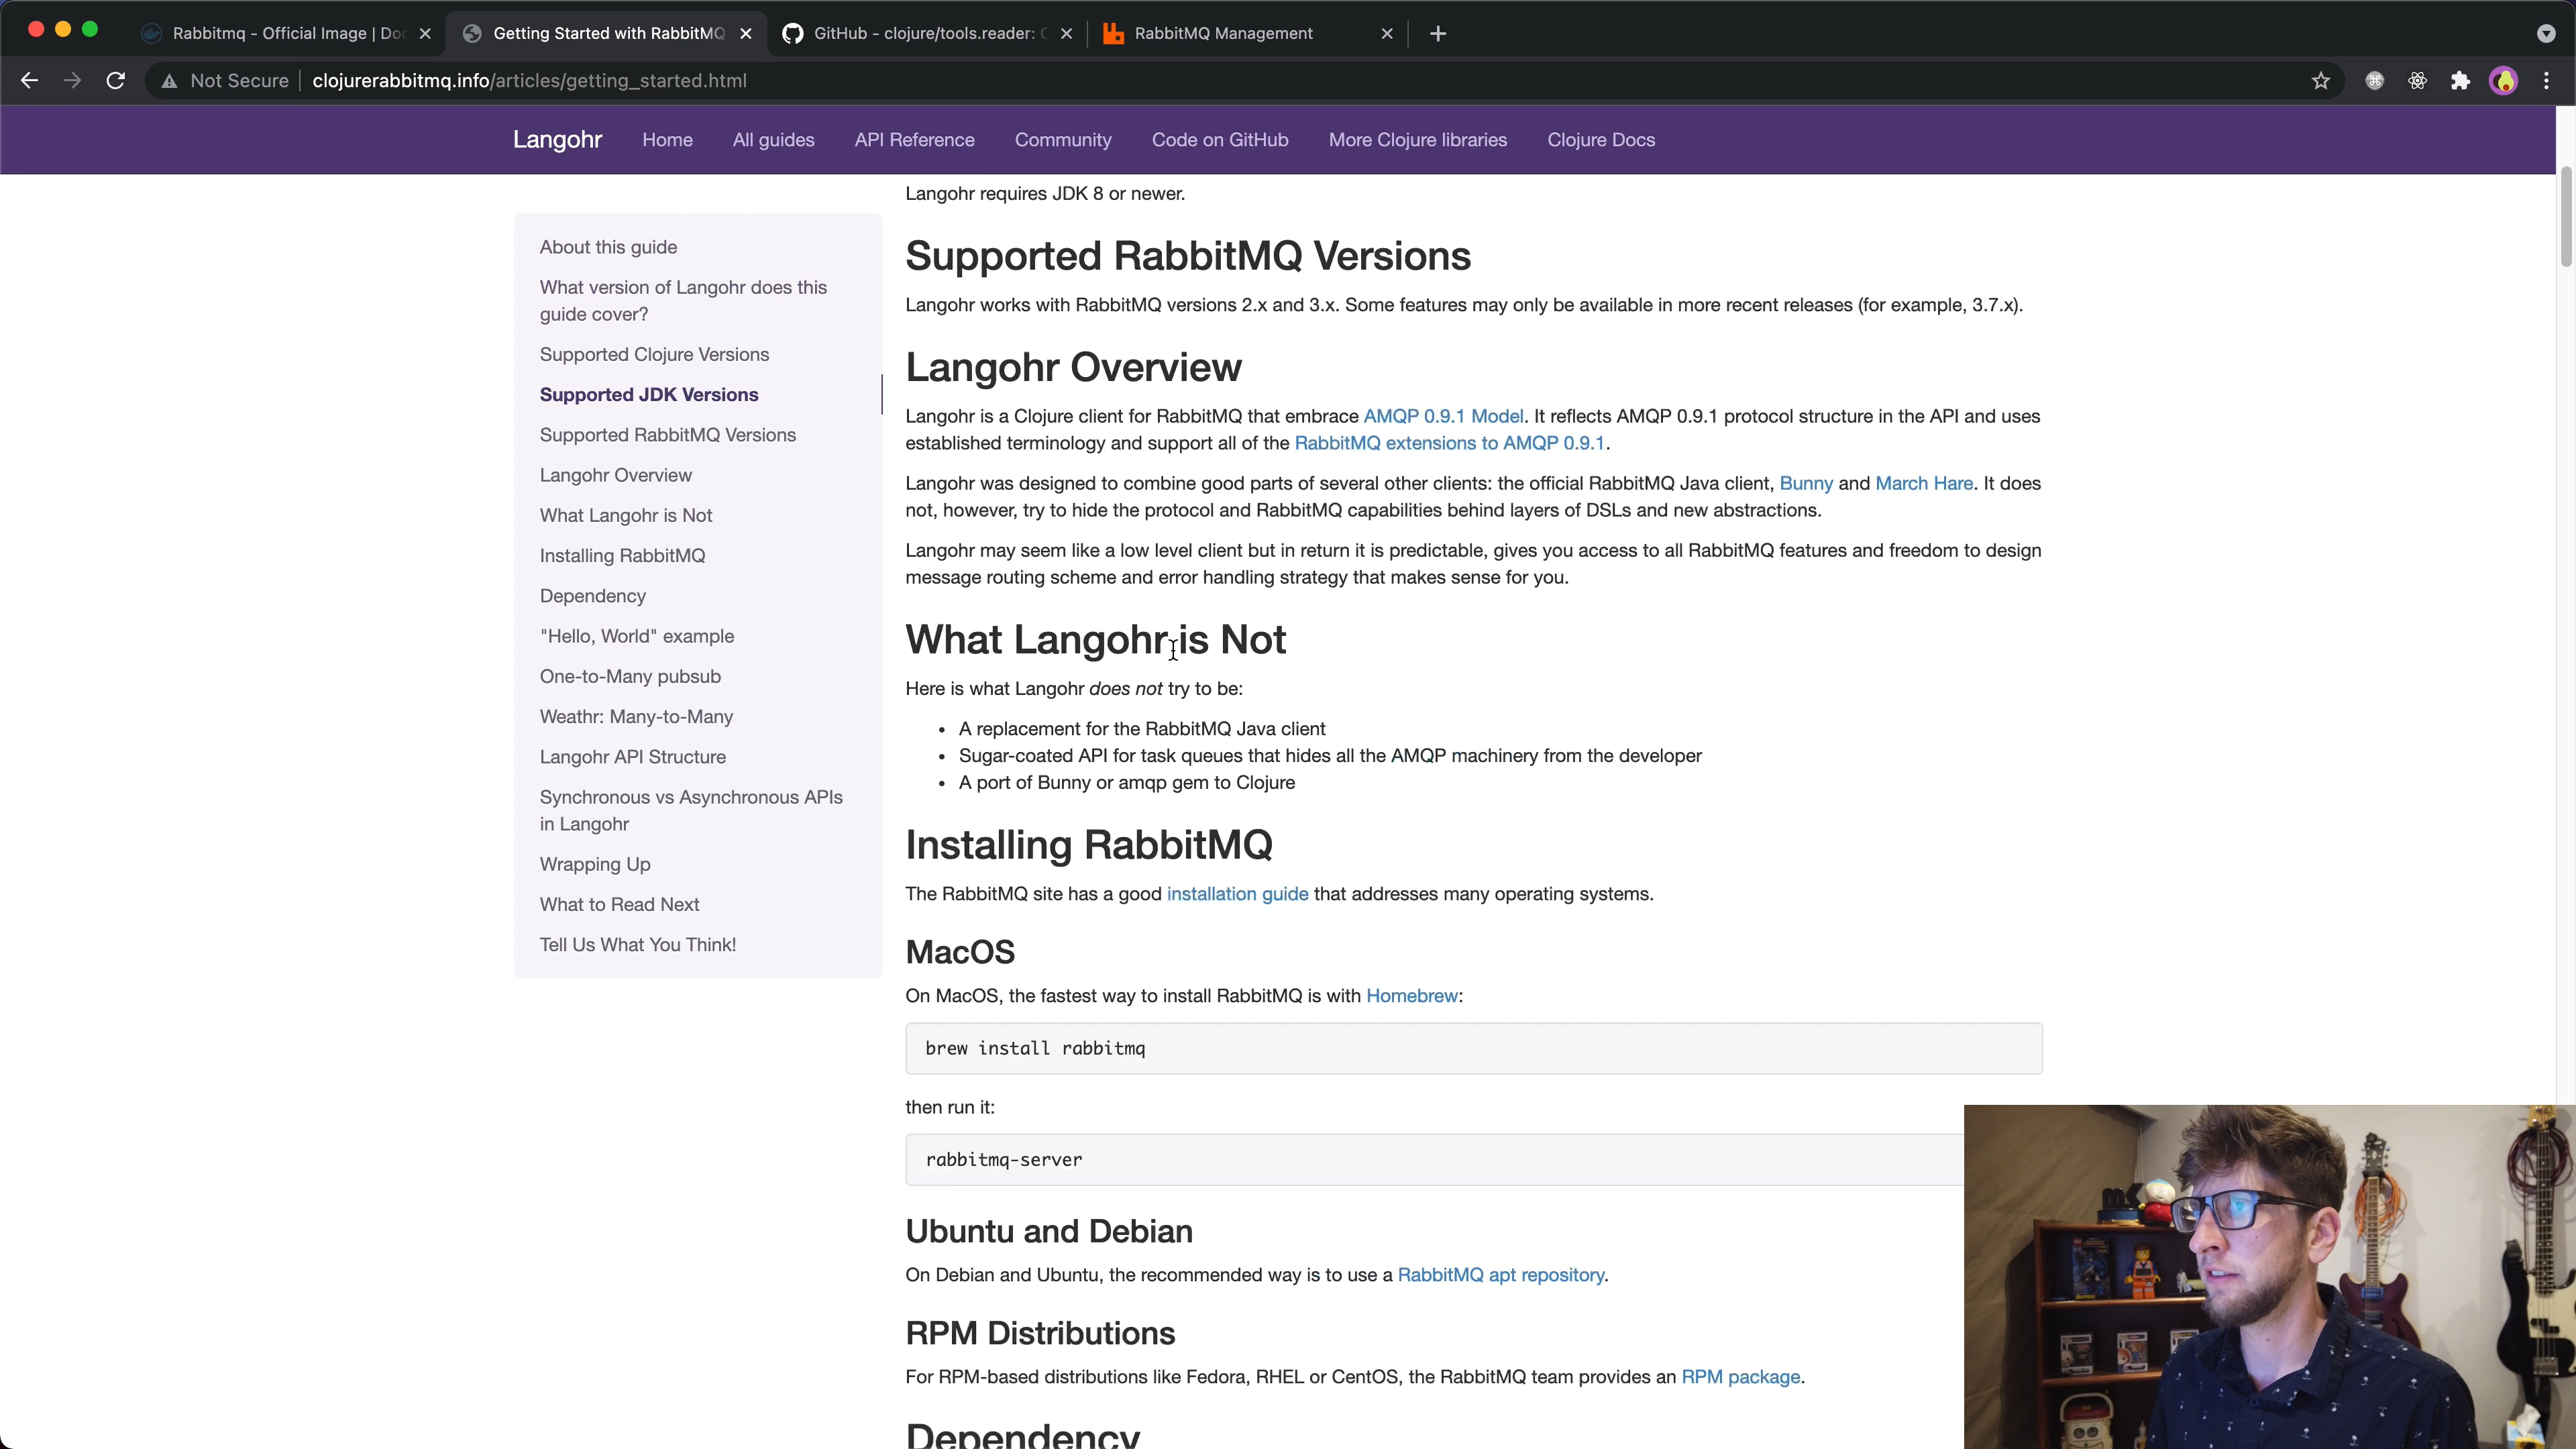 Rabbitmq - Official Image | Doc
Getting Started with RabbitMQ
GitHub - clojure/tools.reader: C
RabbitMQ Management
Not Secure
clojurerabbitmq.info/articles/getting_started.html
Langohr
Home
All guides
API Reference
Community
Code on GitHub
More Clojure libraries
Clojure Docs
About this guide
What version of Langohr does this
guide cover?
Supported Clojure Versions
Supported JDK Versions
Supported RabbitMQ Versions
Langohr Overview
What Langohr is Not
Installing RabbitMQ
Dependency
"Hello, World" example
One-to-Many pubsub
Weathr: Many-to-Many
Langohr API Structure
Synchronous vs Asynchronous APIs
in Langohr
Wrapping Up
What to Read Next
Tell Us What You Think!
Langohr requires JDK 8 or newer.
Supported RabbitMQ Versions
Langohr works with RabbitMQ versions 2.x and 3.x. Some features may only be available in more recent releases (for example, 3.7.x).
Langohr Overview
Langohr is a Clojure client for RabbitMQ that embrace AMQP 0.9.1 Model. It reflects AMQP 0.9.1 protocol structure in the API and uses
established terminology and support all of the RabbitMQ extensions to AMQP 0.9.1.
Langohr was designed to combine good parts of several other clients: the official RabbitMQ Java client, Bunny and March Hare. It does
not, however, try to hide the protocol and RabbitMQ capabilities behind layers of DSLs and new abstractions.
Langohr may seem like a low level client but in return it is predictable, gives you access to all RabbitMQ features and freedom to design
message routing scheme and error handling strategy that makes sense for you.
What Langohr is Not
Here is what Langohr does not try to be:
• A replacement for the RabbitMQ Java client
• Sugar-coated API for task queues that hides all the AMQP machinery from the developer
• A port of Bunny or amqp gem to Clojure
Installing RabbitMQ
The RabbitMQ site has a good installation guide that addresses many operating systems.
MacOS
On MacOS, the fastest way to install RabbitMQ is with Homebrew:
brew install rabbitmq
then run it:
rabbitmq-server
Ubuntu and Debian
On Debian and Ubuntu, the recommended way is to use a RabbitMQ apt repository.
RPM Distributions
For RPM-based distributions like Fedora, RHEL or CentOS, the RabbitMQ team provides an RPM package.
Dependency